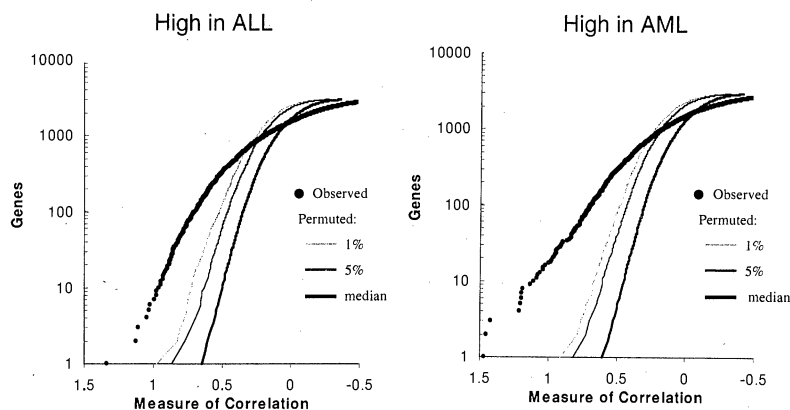 High in ALL
10000
1000
100
10
1
Genes
Observed
Permuted:
1%
5%
median
1.5 1 0.5 0 -0.5
Measure of Correlation
High in AML
10000
1000
100
10
1
Genes
Observed
Permuted:
1%
5%
median
1.5 1 0.5 0 -0.5
Measure of Correlation